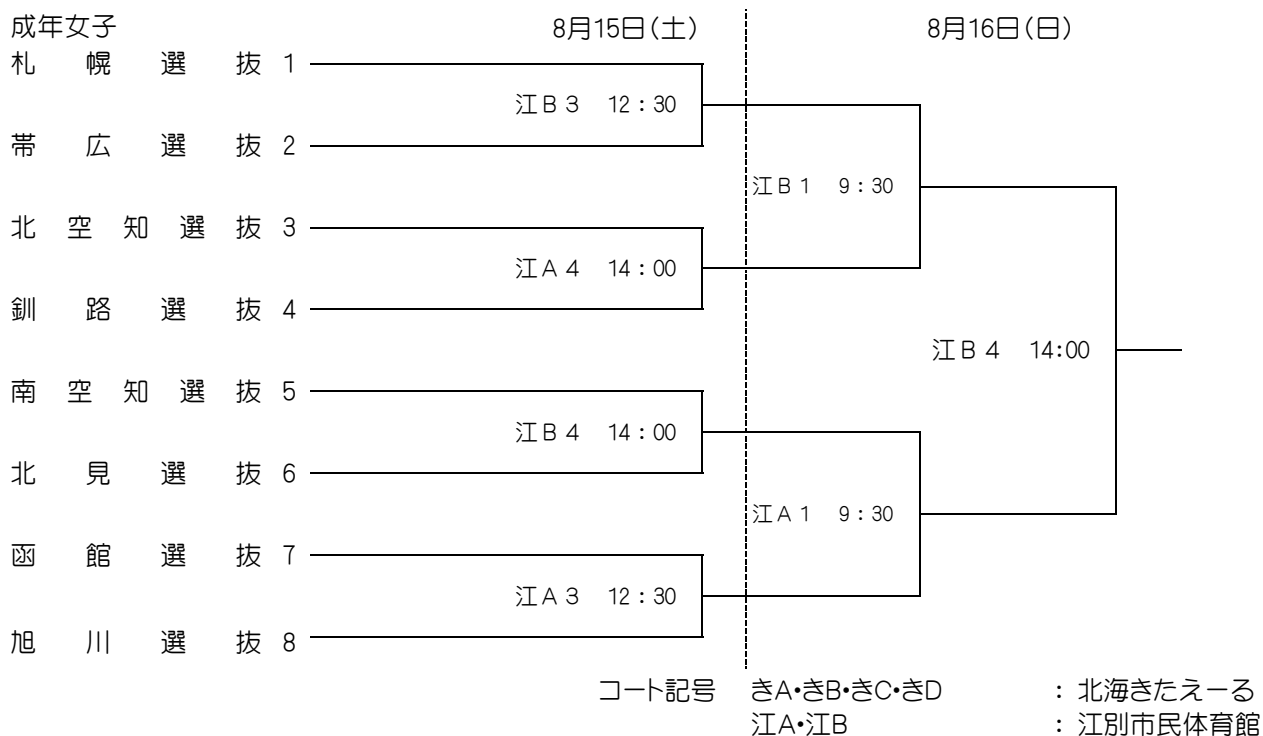 成年女子 8月15日(土) 8月16日(日)
札幌選抜 1
江B3 12:30
帯広選抜 2
江B1 9:30
北空知選抜 3
江A4 14:00
釧路選抜 4
江B4 14:00
南空知選抜 5
江B4 14:00
北見選抜 6
江A1 9:30
函館選抜 7
江A3 12:30
旭川選抜 8
コート記号 きA・きB・きC・きD : 北海きたえーる
江A・江B : 江別市民体育館